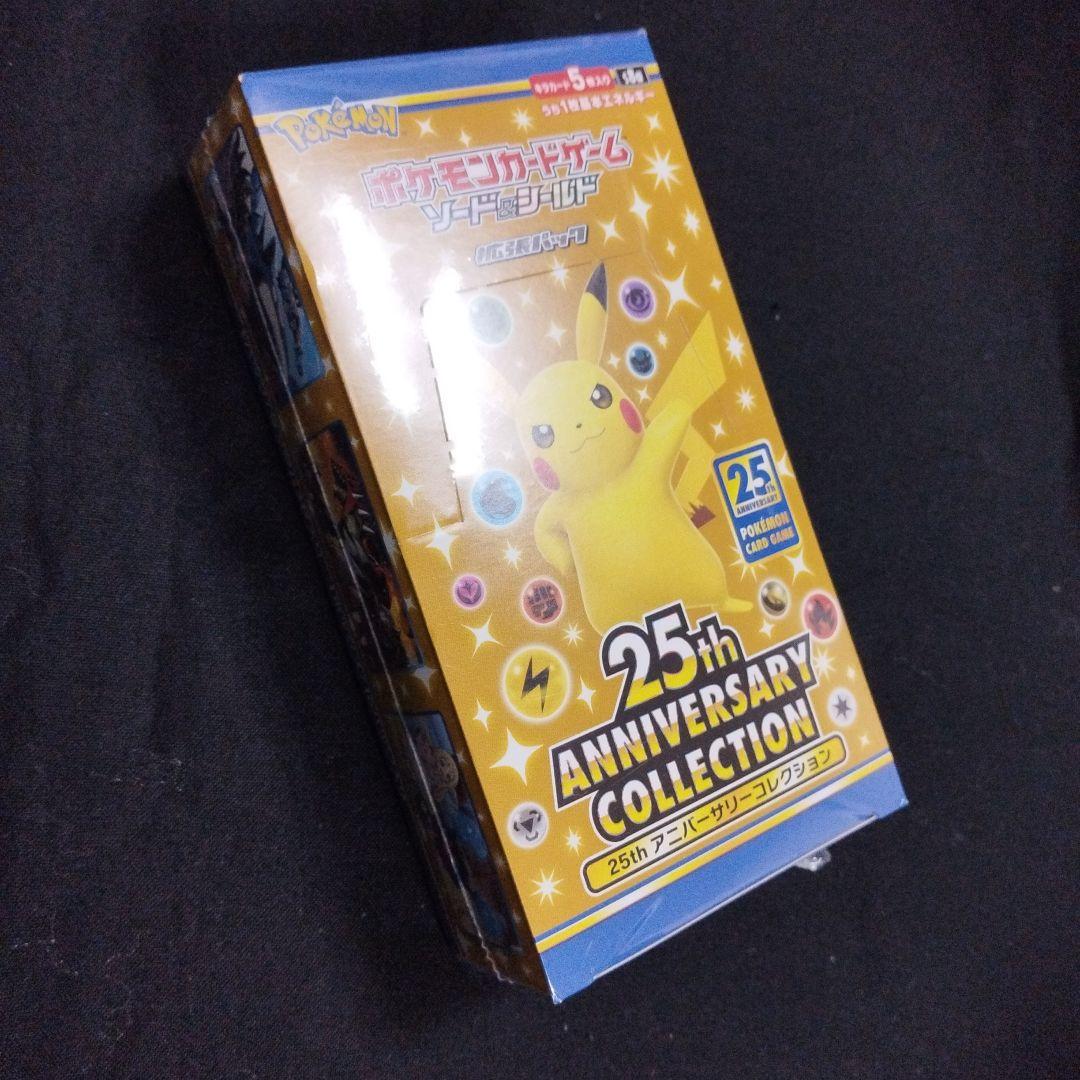 POKéMON
キラカード5枚入り
うち1枚基本エネルギー
s8a
ポケモンカードゲーム
ソード&シールド
拡張パック
25th
ANNIVERSARY
POKÉMON
CARD GAME
25th
ANNIVERSARY
COLLECTION
25th アニバーサリーコレクション